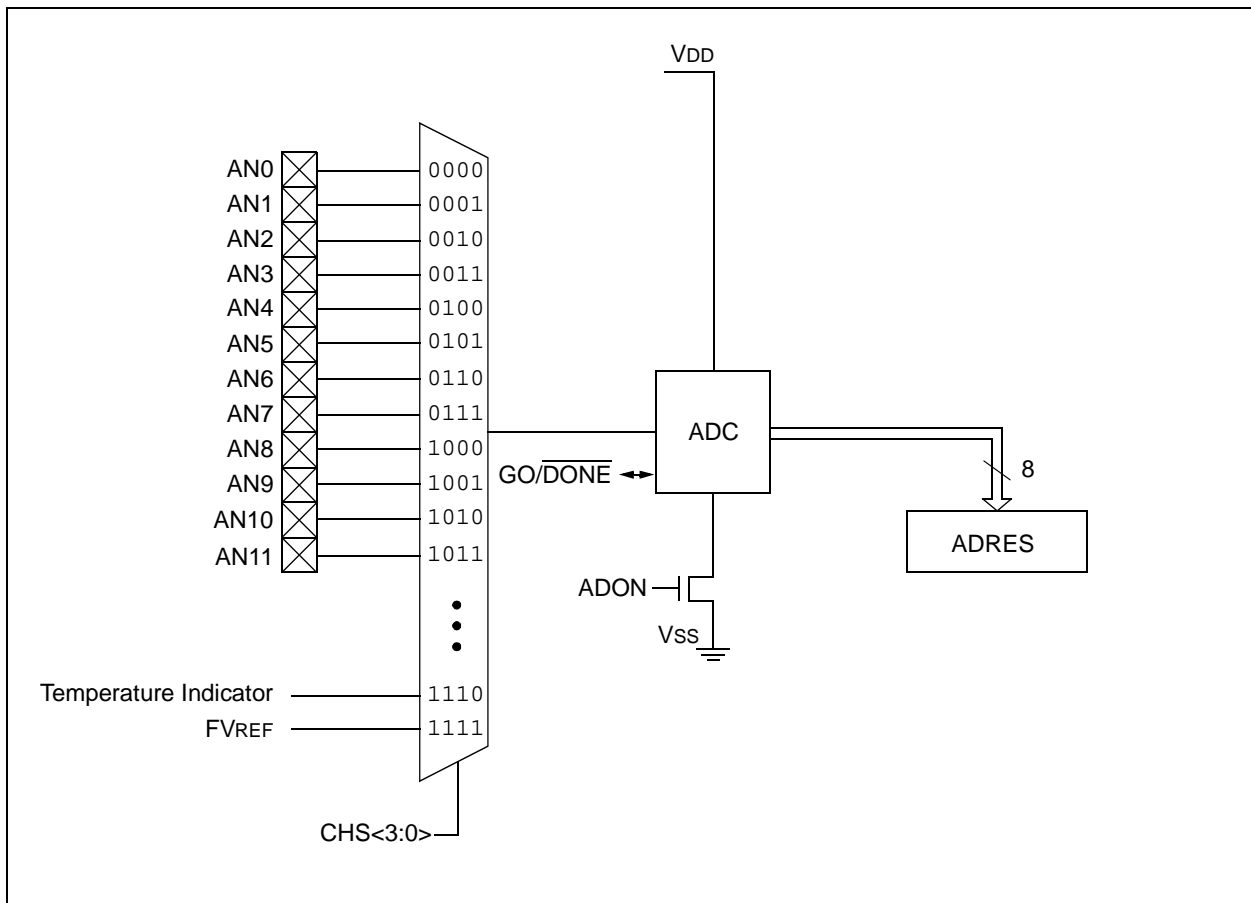 VDD
AN0 0000
AN1 0001
AN2 0010
AN3 0011
AN4 0100
AN5 0101
AN6 0110
AN7 0111
AN8 1000
AN9 1001
AN10 1010
AN11 1011
Temperature Indicator 1110
FVREF 1111
CHS<3:0>
ADC
GO/DONE
8
ADRES
ADON
VSS